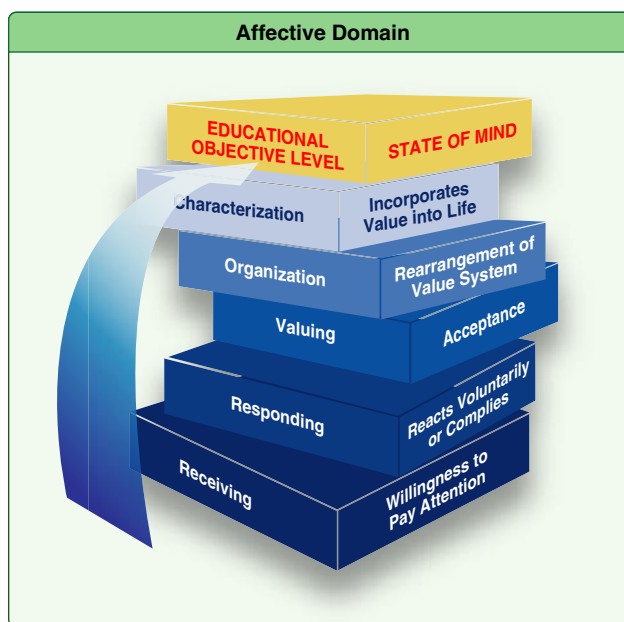 Affective Domain
EDUCATIONAL
OBJECTIVE LEVEL
STATE OF MIND
Characterization
Incorporates
Value into Life
Organization
Rearrangement of
Value System
Valuing
Acceptance
Responding
Reacts Voluntarily
or Complies
Receiving
Willingness to
Pay Attention